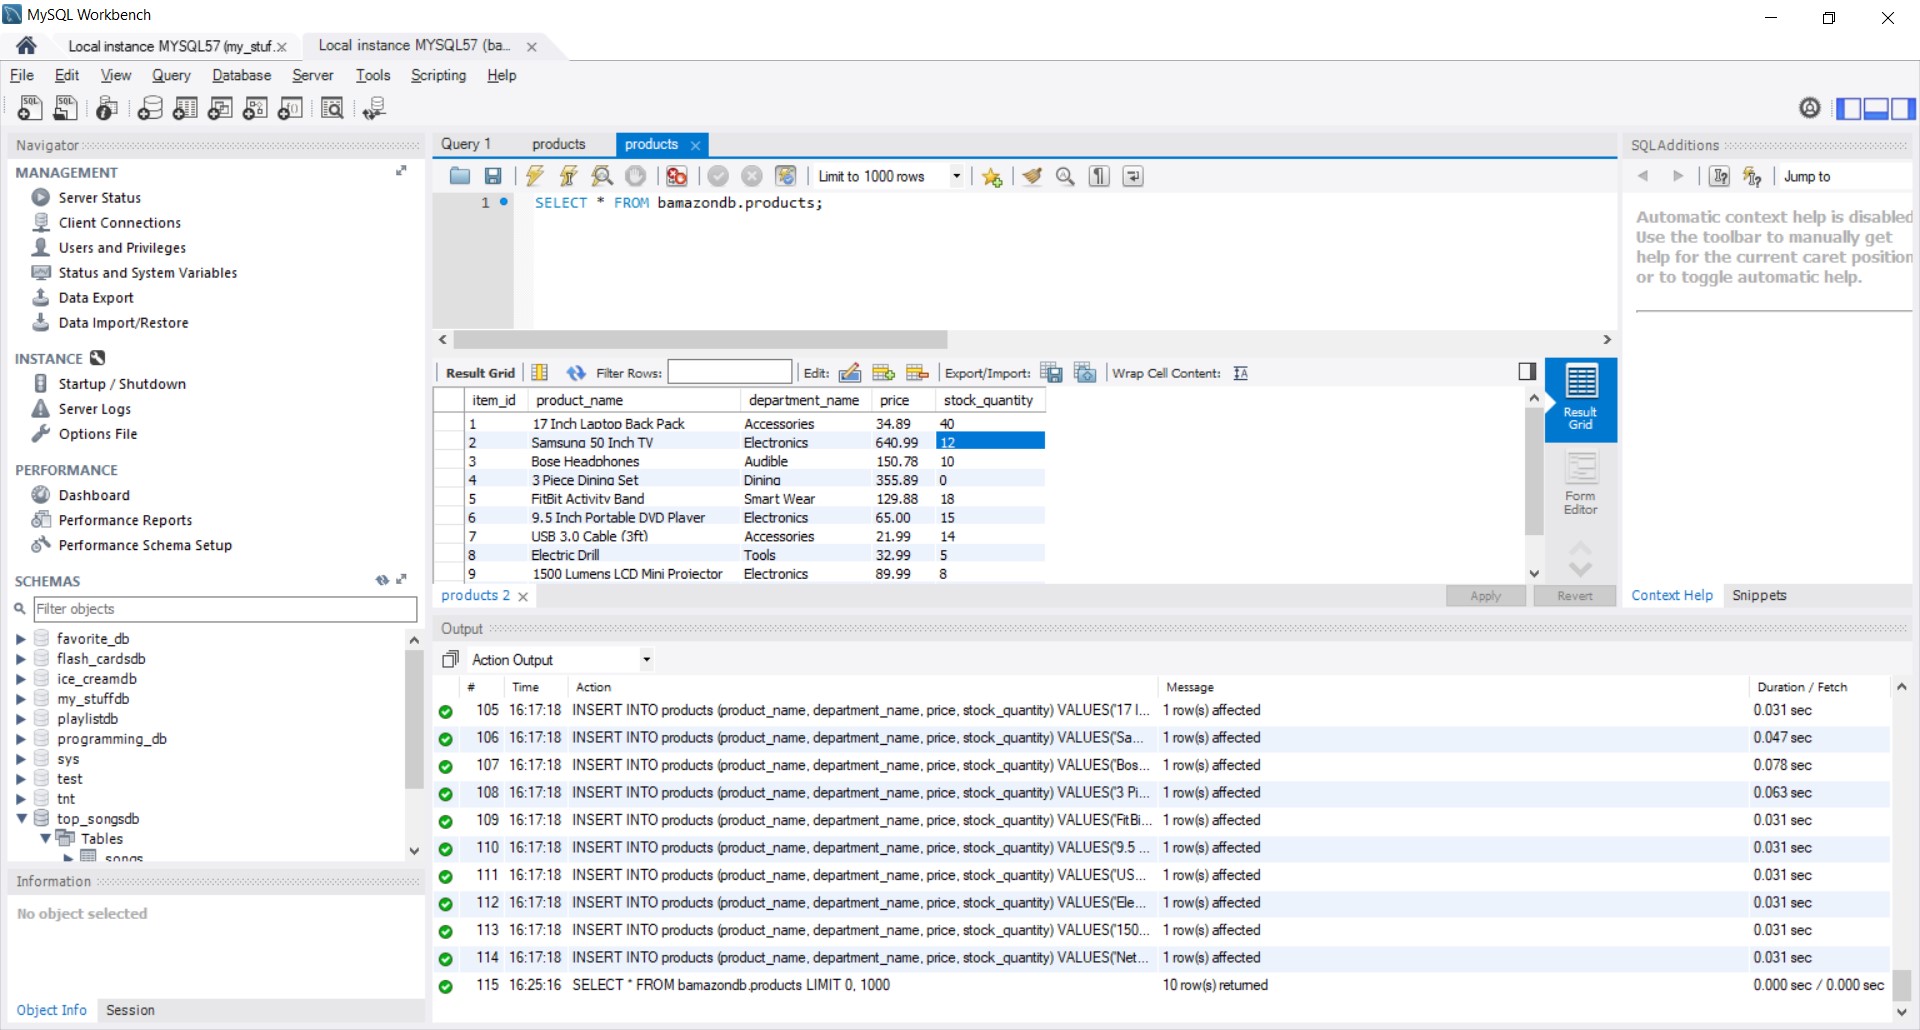 MySQL Workbench
Local instance MYSQL57 (my_stuf... Local instance MYSQL57 (ba...
File Edit View Query Database Server Tools Scripting Help
Navigator
MANAGEMENT
Server Status
Client Connections
Users and Privileges
Status and System Variables
Data Export
Data Import/Restore
INSTANCE
Startup / Shutdown
Server Logs
Options File
PERFORMANCE
Dashboard
Performance Reports
Performance Schema Setup
SCHEMAS
Filter objects
favorite_db
flash_cardsdb
ice_creamdb
my_stuffdb
playlistdb
programming_db
sys
test
tnt
top_songsdb
Tables
songs
Information
No object selected
Object Info Session
Query 1 products products
Limit to 1000 rows
1 SELECT * FROM bamazondb.products;
Result Grid Filter Rows: Edit: Export/Import: Wrap Cell Content:
item_id product_name department_name price stock_quantity
1 17 Inch Laptop Back Pack Accessories 34.89 40
2 Samsung 50 Inch TV Electronics 640.99 12
3 Bose Headphones Audible 150.78 10
4 3 Piece Dining Set Dining 355.89 0
5 FitBit Activity Band Smart Wear 129.88 18
6 9.5 Inch Portable DVD Player Electronics 65.00 15
7 USB 3.0 Cable (3ft) Accessories 21.99 14
8 Electric Drill Tools 32.99 5
9 1500 Lumens LCD Mini Projector Electronics 89.99 8
Result Grid
Form Editor
products 2 Apply Revert
SQLAdditions
Jump to
Automatic context help is disabled
Use the toolbar to manually get
help for the current caret position
or to toggle automatic help.
Context Help Snippets
Output
Action Output
# Time Action Message Duration / Fetch
105 16:17:18 INSERT INTO products (product_name, department_name, price, stock_quantity) VALUES('17 I... 1 row(s) affected 0.031 sec
106 16:17:18 INSERT INTO products (product_name, department_name, price, stock_quantity) VALUES('Sa... 1 row(s) affected 0.047 sec
107 16:17:18 INSERT INTO products (product_name, department_name, price, stock_quantity) VALUES('Bos... 1 row(s) affected 0.078 sec
108 16:17:18 INSERT INTO products (product_name, department_name, price, stock_quantity) VALUES('3 Pi... 1 row(s) affected 0.063 sec
109 16:17:18 INSERT INTO products (product_name, department_name, price, stock_quantity) VALUES('FitBi... 1 row(s) affected 0.031 sec
110 16:17:18 INSERT INTO products (product_name, department_name, price, stock_quantity) VALUES('9.5 ... 1 row(s) affected 0.031 sec
111 16:17:18 INSERT INTO products (product_name, department_name, price, stock_quantity) VALUES('US... 1 row(s) affected 0.031 sec
112 16:17:18 INSERT INTO products (product_name, department_name, price, stock_quantity) VALUES('Ele... 1 row(s) affected 0.031 sec
113 16:17:18 INSERT INTO products (product_name, department_name, price, stock_quantity) VALUES('150... 1 row(s) affected 0.031 sec
114 16:17:18 INSERT INTO products (product_name, department_name, price, stock_quantity) VALUES('Net... 1 row(s) affected 0.031 sec
115 16:25:16 SELECT * FROM bamazondb.products LIMIT 0, 1000 10 row(s) returned 0.000 sec / 0.000 sec